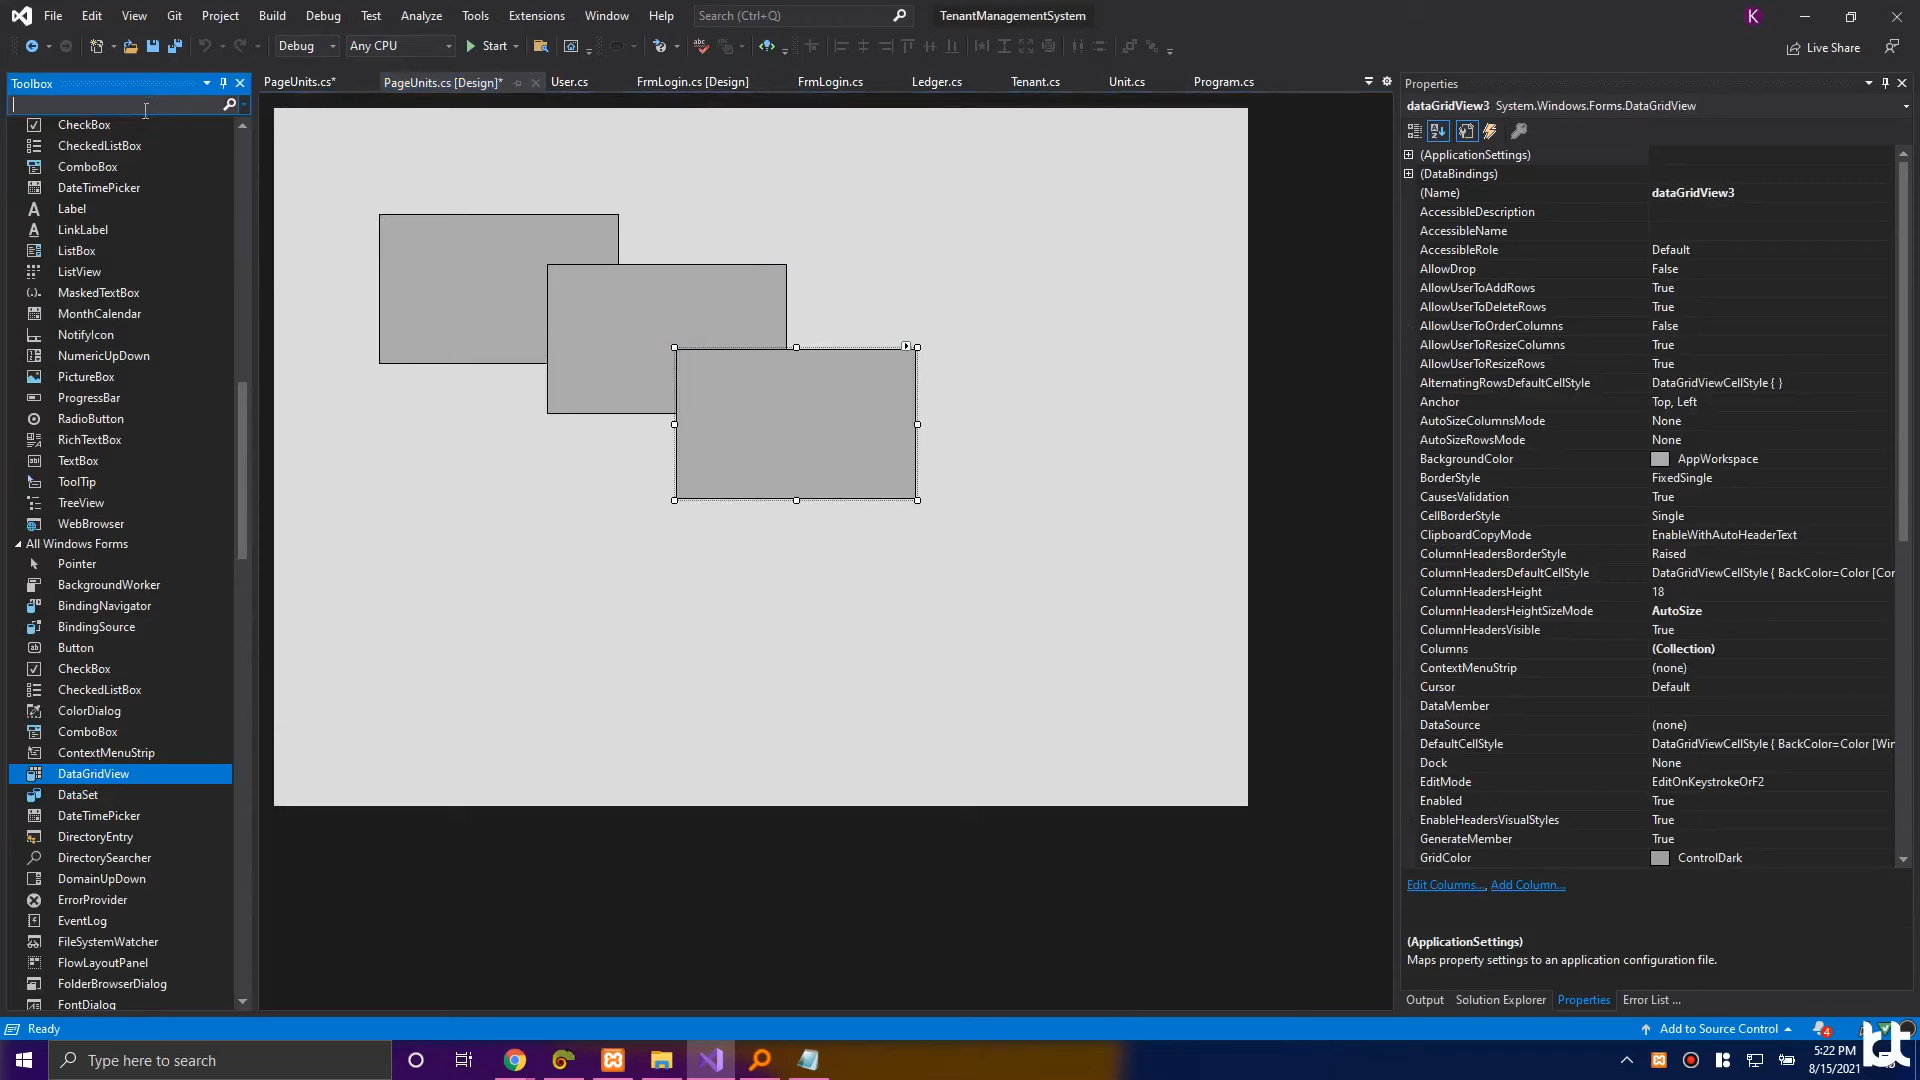 File Edit View Git Project Build Debug Test Analyze Tools Extensions Window Help Search (Ctrl+Q) TenantManagementSystem K
Debug Any CPU Start Live Share
Toolbox
CheckBox
CheckedListBox
ComboBox
DateTimePicker
Label
LinkLabel
ListBox
ListView
MaskedTextBox
MonthCalendar
NotifyIcon
NumericUpDown
PictureBox
ProgressBar
RadioButton
RichTextBox
TextBox
ToolTip
TreeView
WebBrowser
All Windows Forms
Pointer
BackgroundWorker
BindingNavigator
BindingSource
Button
CheckBox
CheckedListBox
ColorDialog
ComboBox
ContextMenuStrip
DataGridView
DataSet
DateTimePicker
DirectoryEntry
DirectorySearcher
DomainUpDown
ErrorProvider
EventLog
FileSystemWatcher
FlowLayoutPanel
FolderBrowserDialog
FontDialog
PageUnits.cs* PageUnits.cs [Design]* User.cs FrmLogin.cs [Design] FrmLogin.cs Ledger.cs Tenant.cs Unit.cs Program.cs
Properties
dataGridView3 System.Windows.Forms.DataGridView
(ApplicationSettings)
(DataBindings)
(Name) dataGridView3
AccessibleDescription
AccessibleName
AccessibleRole Default
AllowDrop False
AllowUserToAddRows True
AllowUserToDeleteRows True
AllowUserToOrderColumns False
AllowUserToResizeColumns True
AllowUserToResizeRows True
AlternatingRowsDefaultCellStyle DataGridViewCellStyle { }
Anchor Top, Left
AutoSizeColumnsMode None
AutoSizeRowsMode None
BackgroundColor AppWorkspace
BorderStyle FixedSingle
CausesValidation True
CellBorderStyle Single
ClipboardCopyMode EnableWithAutoHeaderText
ColumnHeadersBorderStyle Raised
ColumnHeadersDefaultCellStyle DataGridViewCellStyle { BackColor=Color [Cor
ColumnHeadersHeight 18
ColumnHeadersHeightSizeMode AutoSize
ColumnHeadersVisible True
Columns (Collection)
ContextMenuStrip (none)
Cursor Default
DataMember
DataSource (none)
DefaultCellStyle DataGridViewCellStyle { BackColor=Color [Win
Dock None
EditMode EditOnKeystrokeOrF2
Enabled True
EnableHeadersVisualStyles True
GenerateMember True
GridColor ControlDark
Edit Columns..., Add Column...
(ApplicationSettings)
Maps property settings to an application configuration file.
Output Solution Explorer Properties Error List ...
Ready Add to Source Control 4
Type here to search 5:22 PM
8/15/2021